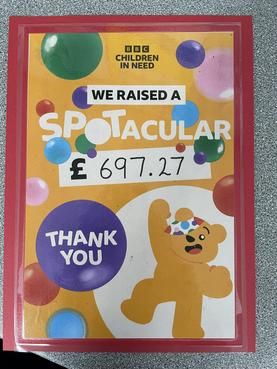 BBC
CHILDREN
IN NEED
WE RAISED A
SPOTACULAR
£ 697.27
THANK
YOU